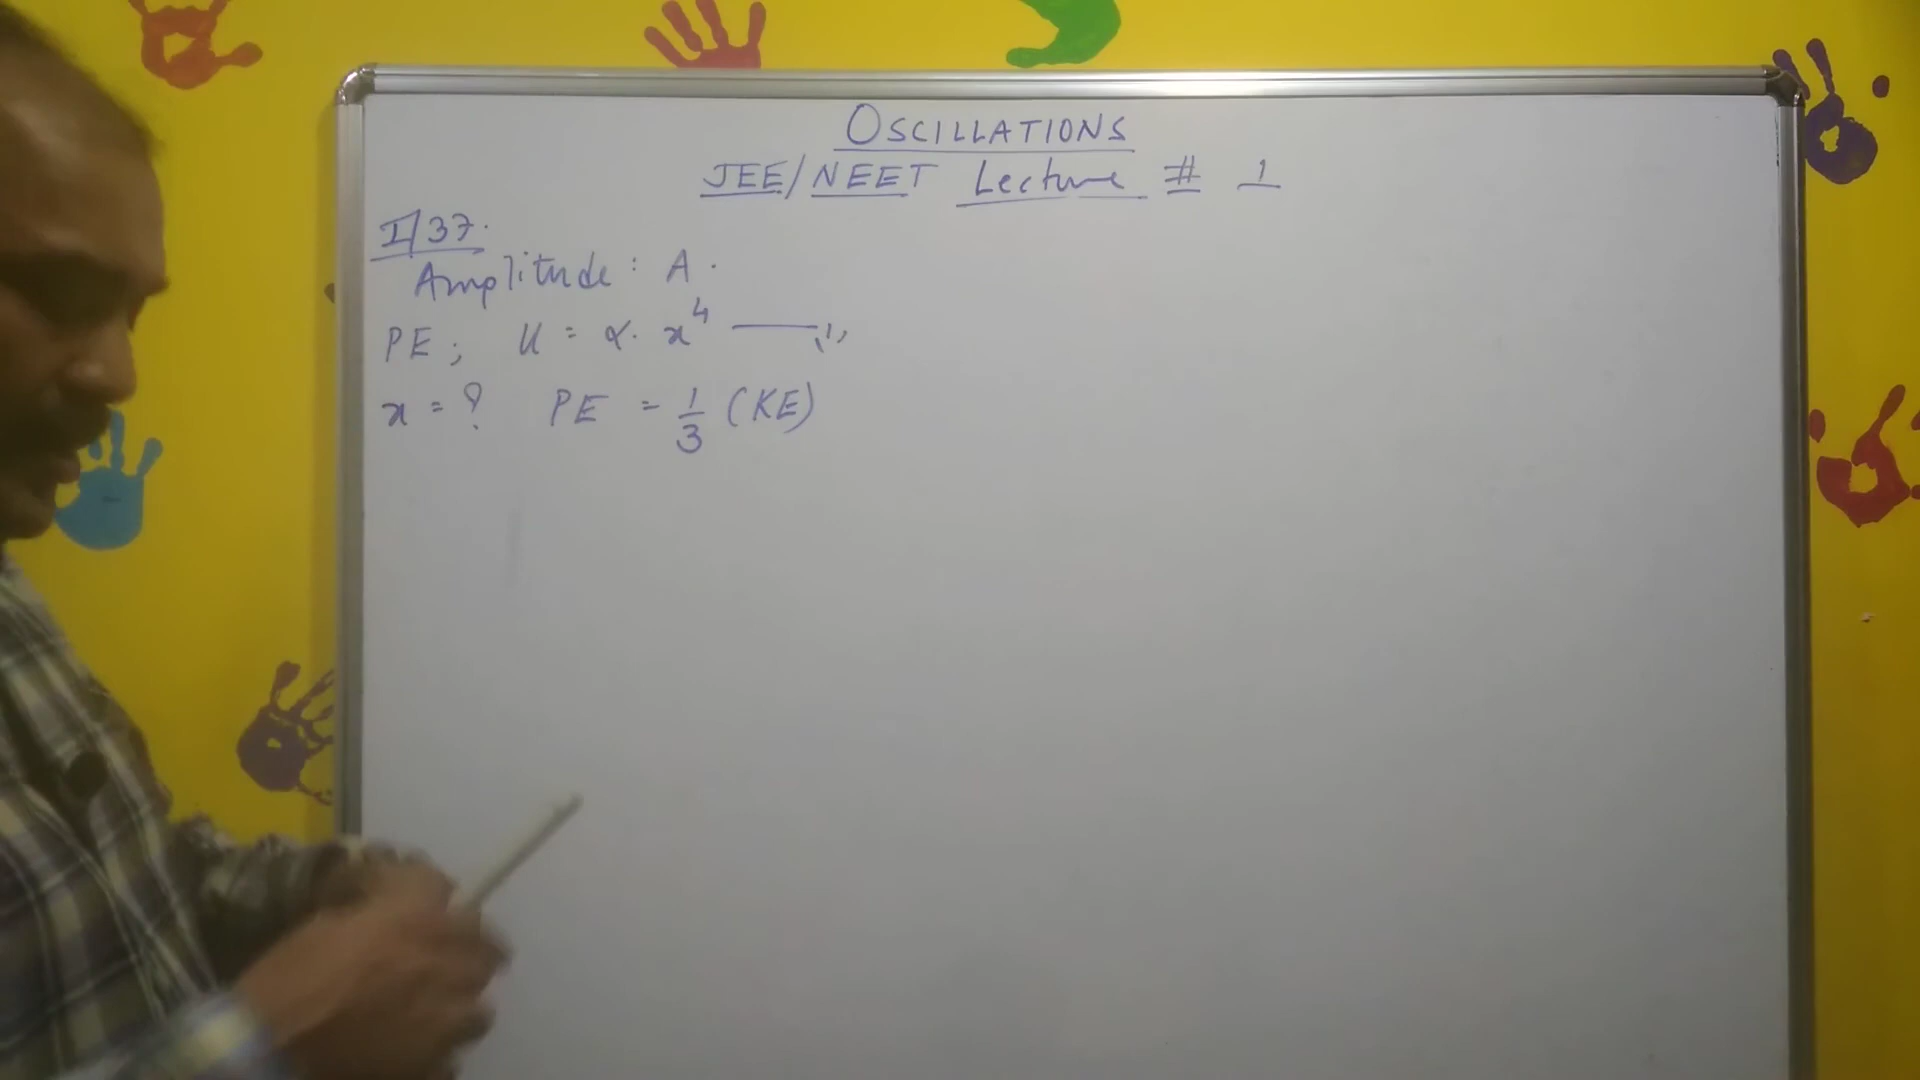 OSCILLATIONS
JEE/NEET Lecture # 1
I/37.
Amplitude: A.
PE; U = α. x⁴ ——(1)
x = ? PE = 1/3 (KE)